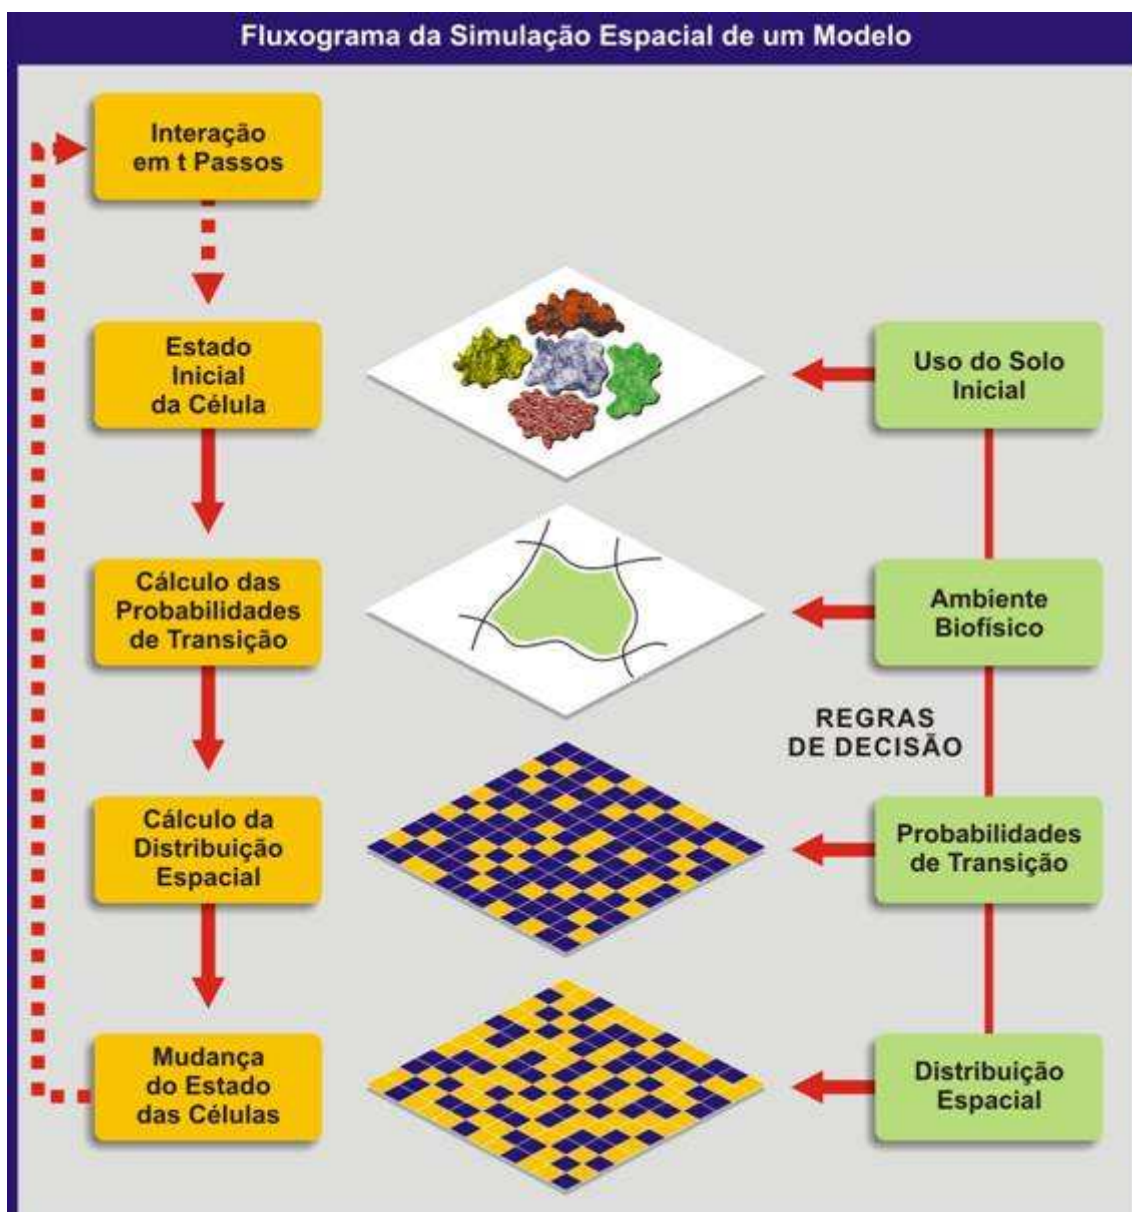 Fluxograma da Simulação Espacial de um Modelo
Interação
em t Passos
Estado
Inicial
da Célula
Uso do Solo
Inicial
Cálculo das
Probabilidades
de Transição
Ambiente
Biofísico
REGRAS
DE DECISÃO
Cálculo da
Distribuição
Espacial
Probabilidades
de Transição
Mudança
do Estado
das Células
Distribuição
Espacial